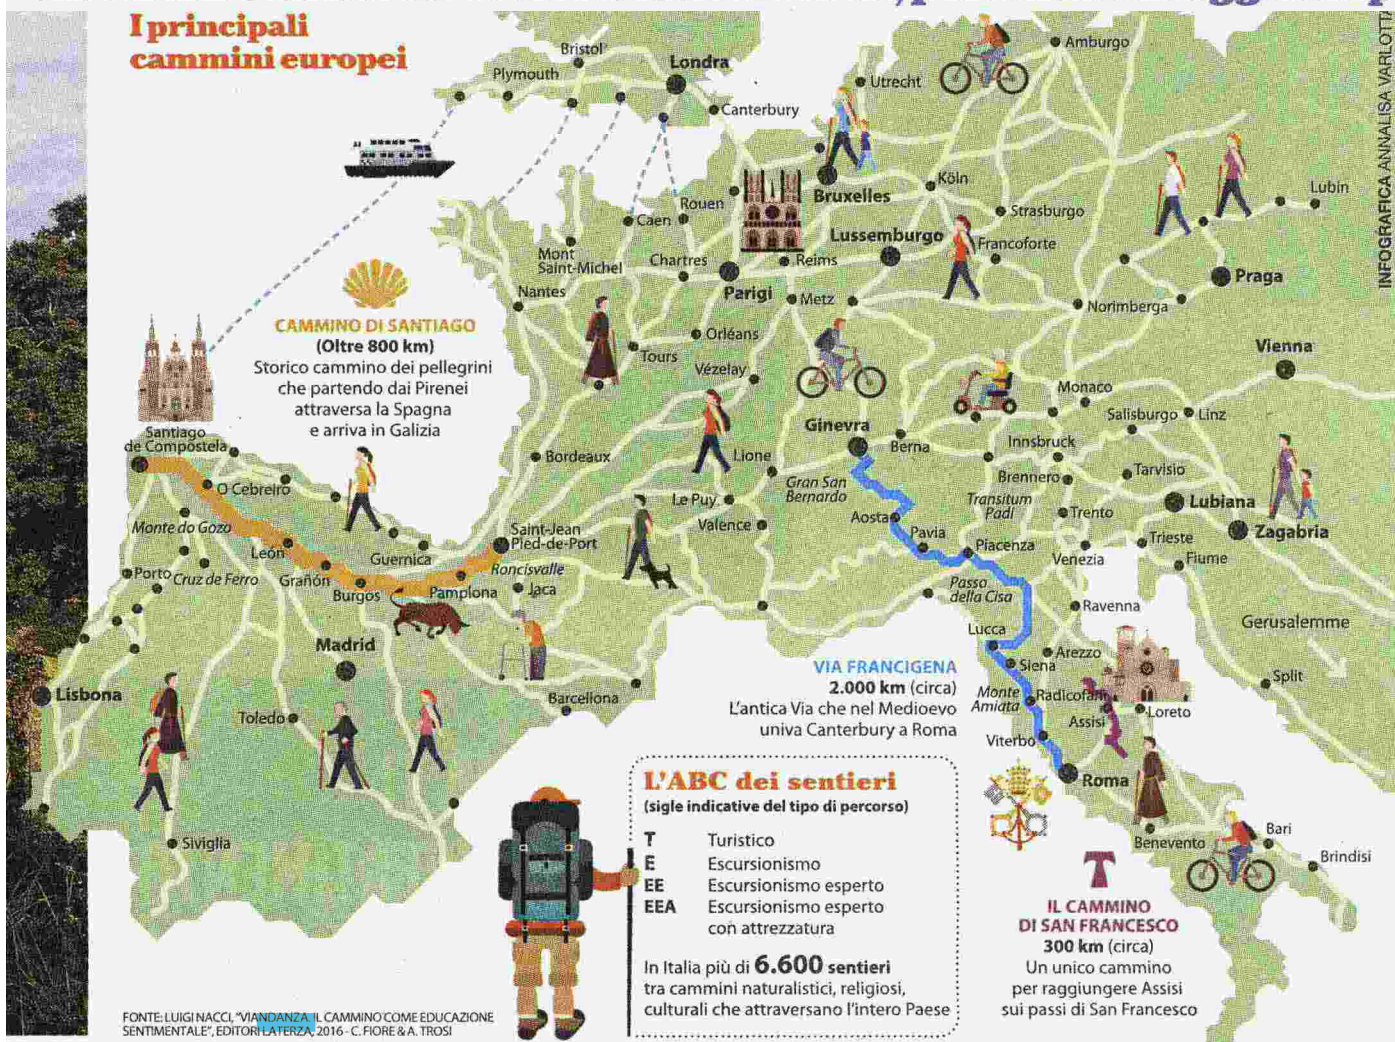 I principali
cammini europei
INFOGRAFICA ANNALISA VARLOTTA
Amburgo
Bristol
Londra
Plymouth
Utrecht
Canterbury
Bruxelles
Köln
Lubin
Rouen
Caen
Strasburgo
Lussemburgo
Francoforte
Mont
Saint-Michel
Chartres
Reims
Praga
Parigi
Metz
Nantes
Norimberga
CAMMINO DI SANTIAGO
(Oltre 800 km)
Storico cammino dei pellegrini
che partendo dai Pirenei
attraversa la Spagna
e arriva in Galizia
Orléans
Tours
Vézelay
Vienna
Monaco
Salisburgo
Linz
Ginevra
Berna
Innsbruck
Santiago
de Compostela
Bordeaux
Lione
Gran San
Bernardo
Brennero
Tarvisio
O Cebreiro
Le Puy
Transitum
Padi
Lubiana
Monte do Gozo
Valence
Aosta
Trento
Zagabria
Saint-Jean
Pied-de-Port
Pavia
Piacenza
Venezia
Trieste
León
Guernica
Roncisvalle
Fiume
Porto
Cruz de Ferro
Grañón
Burgos
Pamplona
Jaca
Passo
della Cisa
Ravenna
Gerusalemme
Madrid
Lucca
Arezzo
Siena
Split
Lisbona
Barcellona
VIA FRANCIGENA
2.000 km (circa)
L'antica Via che nel Medioevo
univa Canterbury a Roma
Monte
Amiata
Radicofani
Assisi
Loreto
Toledo
Viterbo
Roma
L'ABC dei sentieri
(sigle indicative del tipo di percorso)
T Turistico
E Escursionismo
EE Escursionismo esperto
EEA Escursionismo esperto
con attrezzatura
In Italia più di 6.600 sentieri
tra cammini naturalistici, religiosi,
culturali che attraversano l'intero Paese
Siviglia
Benevento
Bari
Brindisi
IL CAMMINO
DI SAN FRANCESCO
300 km (circa)
Un unico cammino
per raggiungere Assisi
sui passi di San Francesco
FONTE: LUIGI NACCI, "VIANDANZA. IL CAMMINO COME EDUCAZIONE
SENTIMENTALE", EDITORI LATERZA, 2016 - C. FIORE & A. TROSI